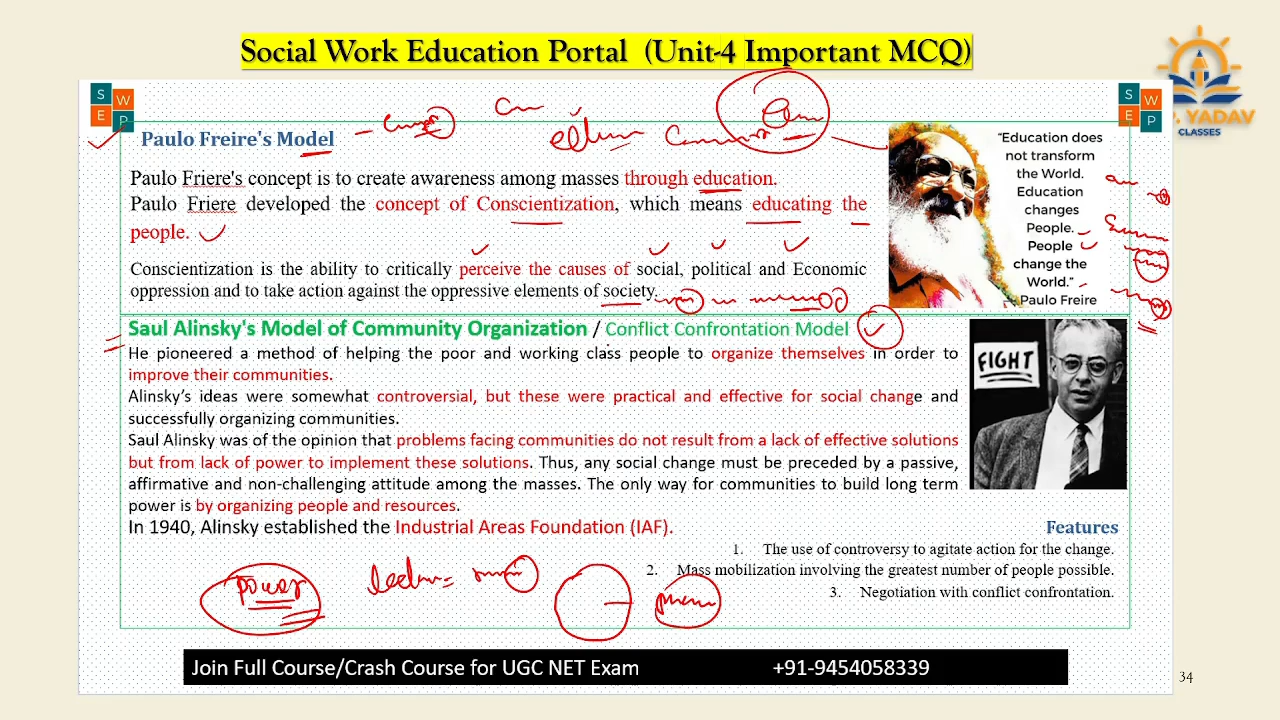 Social Work Education Portal (Unit-4 Important MCQ)
S W
E P
S W
E P
P. YADAV
CLASSES
Paulo Freire's Model
Paulo Friere's concept is to create awareness among masses through education.
Paulo Friere developed the concept of Conscientization, which means educating the
people.
Conscientization is the ability to critically perceive the causes of social, political and Economic
oppression and to take action against the oppressive elements of society.
"Education does
not transform
the World.
Education
changes
People.
People
change the
World."
Paulo Freire
Saul Alinsky's Model of Community Organization / Conflict Confrontation Model
He pioneered a method of helping the poor and working class people to organize themselves in order to
improve their communities.
Alinsky's ideas were somewhat controversial, but these were practical and effective for social change and
successfully organizing communities.
Saul Alinsky was of the opinion that problems facing communities do not result from a lack of effective solutions
but from lack of power to implement these solutions. Thus, any social change must be preceded by a passive,
affirmative and non-challenging attitude among the masses. The only way for communities to build long term
power is by organizing people and resources.
In 1940, Alinsky established the Industrial Areas Foundation (IAF).
FIGHT
Features
1. The use of controversy to agitate action for the change.
2. Mass mobilization involving the greatest number of people possible.
3. Negotiation with conflict confrontation.
power
Join Full Course/Crash Course for UGC NET Exam +91-9454058339
34